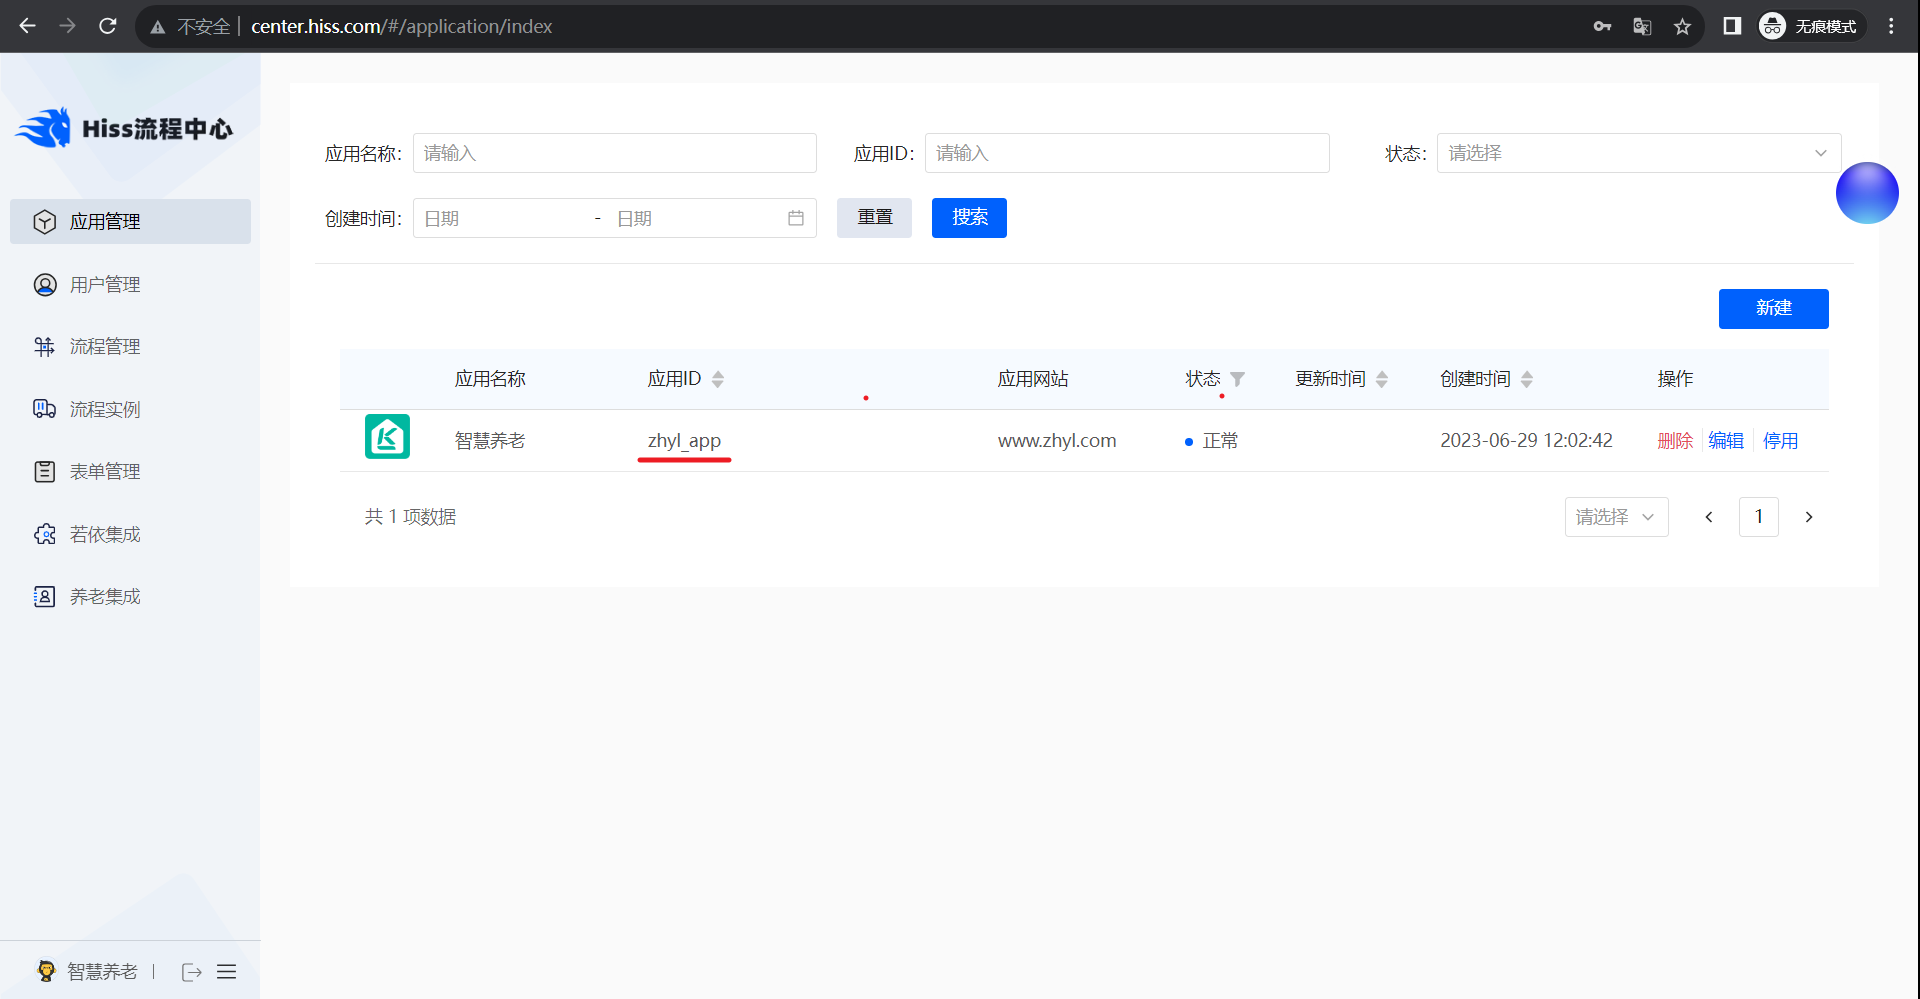 不安全 center.hiss.com/#/application/index 无痕模式
Hiss流程中心
应用管理
用户管理
流程管理
流程实例
表单管理
若依集成
养老集成
智慧养老
应用名称: 请输入 应用ID: 请输入 状态: 请选择
创建时间: 日期 - 日期 重置 搜索
新建
应用名称 应用ID 应用网站 状态 更新时间 创建时间 操作
智慧养老 zhyl_app www.zhyl.com 正常 2023-06-29 12:02:42 删除 编辑 停用
共 1 项数据 请选择 1